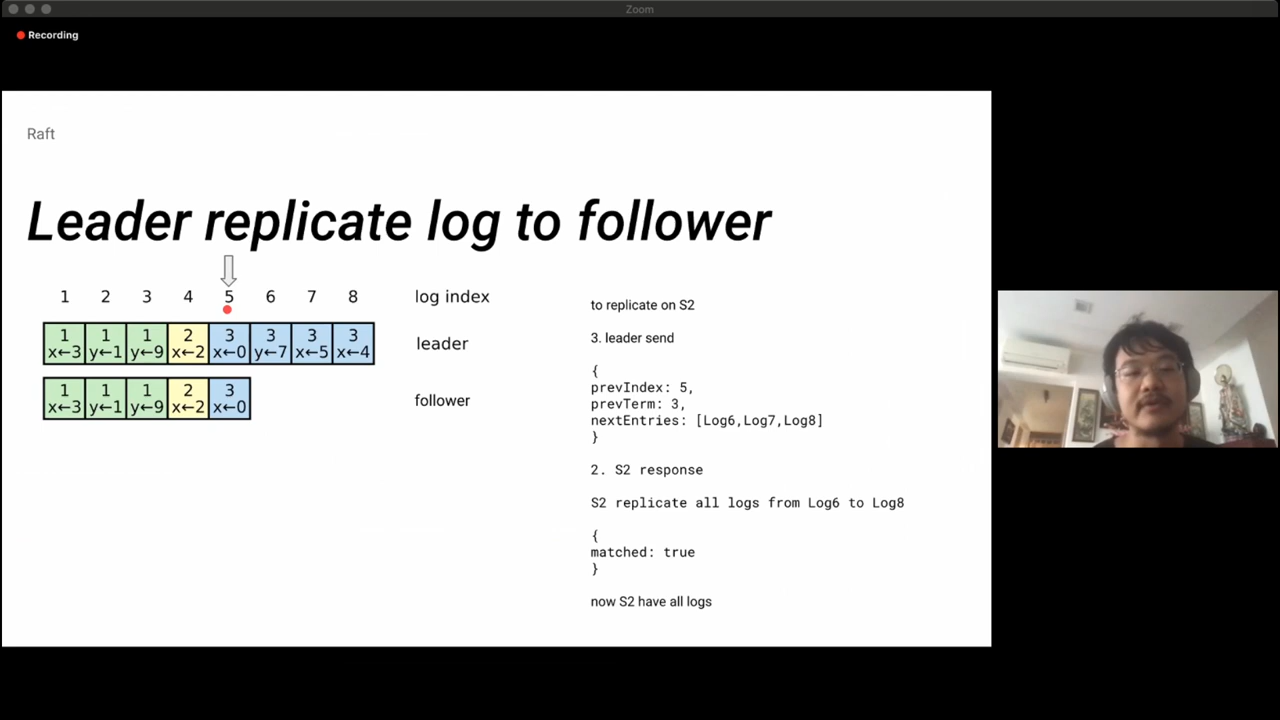 Zoom
Recording
Raft
Leader replicate log to follower
1 2 3 4 5 6 7 8 log index
1 1 1 2 3 3 3 3
x←3 y←1 y←9 x←2 x←0 y←7 x←5 x←4
leader
1 1 1 2 3
x←3 y←1 y←9 x←2 x←0
follower
to replicate on S2
3. leader send
{
prevIndex: 5,
prevTerm: 3,
nextEntries: [Log6,Log7,Log8]
}
2. S2 response
S2 replicate all logs from Log6 to Log8
{
matched: true
}
now S2 have all logs